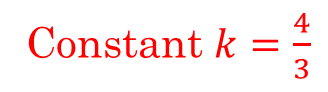 Constant k = 4/3